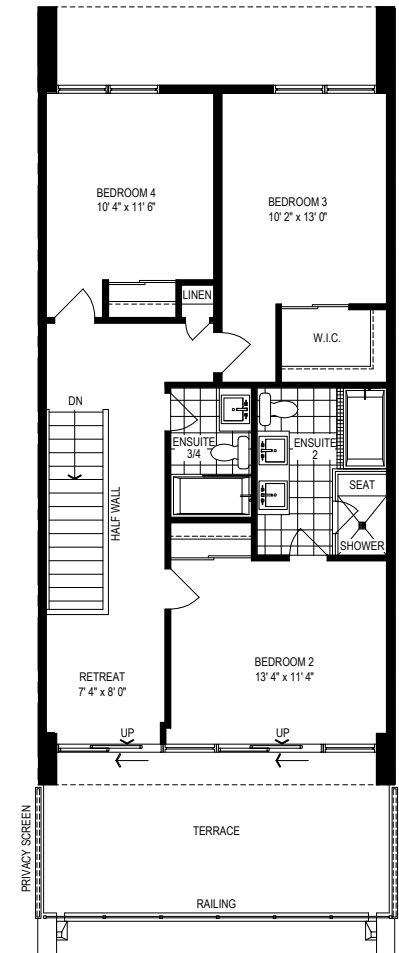 BEDROOM 4
10' 4" x 11' 6"
BEDROOM 3
10' 2" x 13' 0"
LINEN
W.I.C.
DN
HALF WALL
ENSUITE
3/4
ENSUITE
2
SEAT
SHOWER
BEDROOM 2
13' 4" x 11' 4"
RETREAT
7' 4" x 8' 0"
UP
UP
PRIVACY SCREEN
TERRACE
RAILING